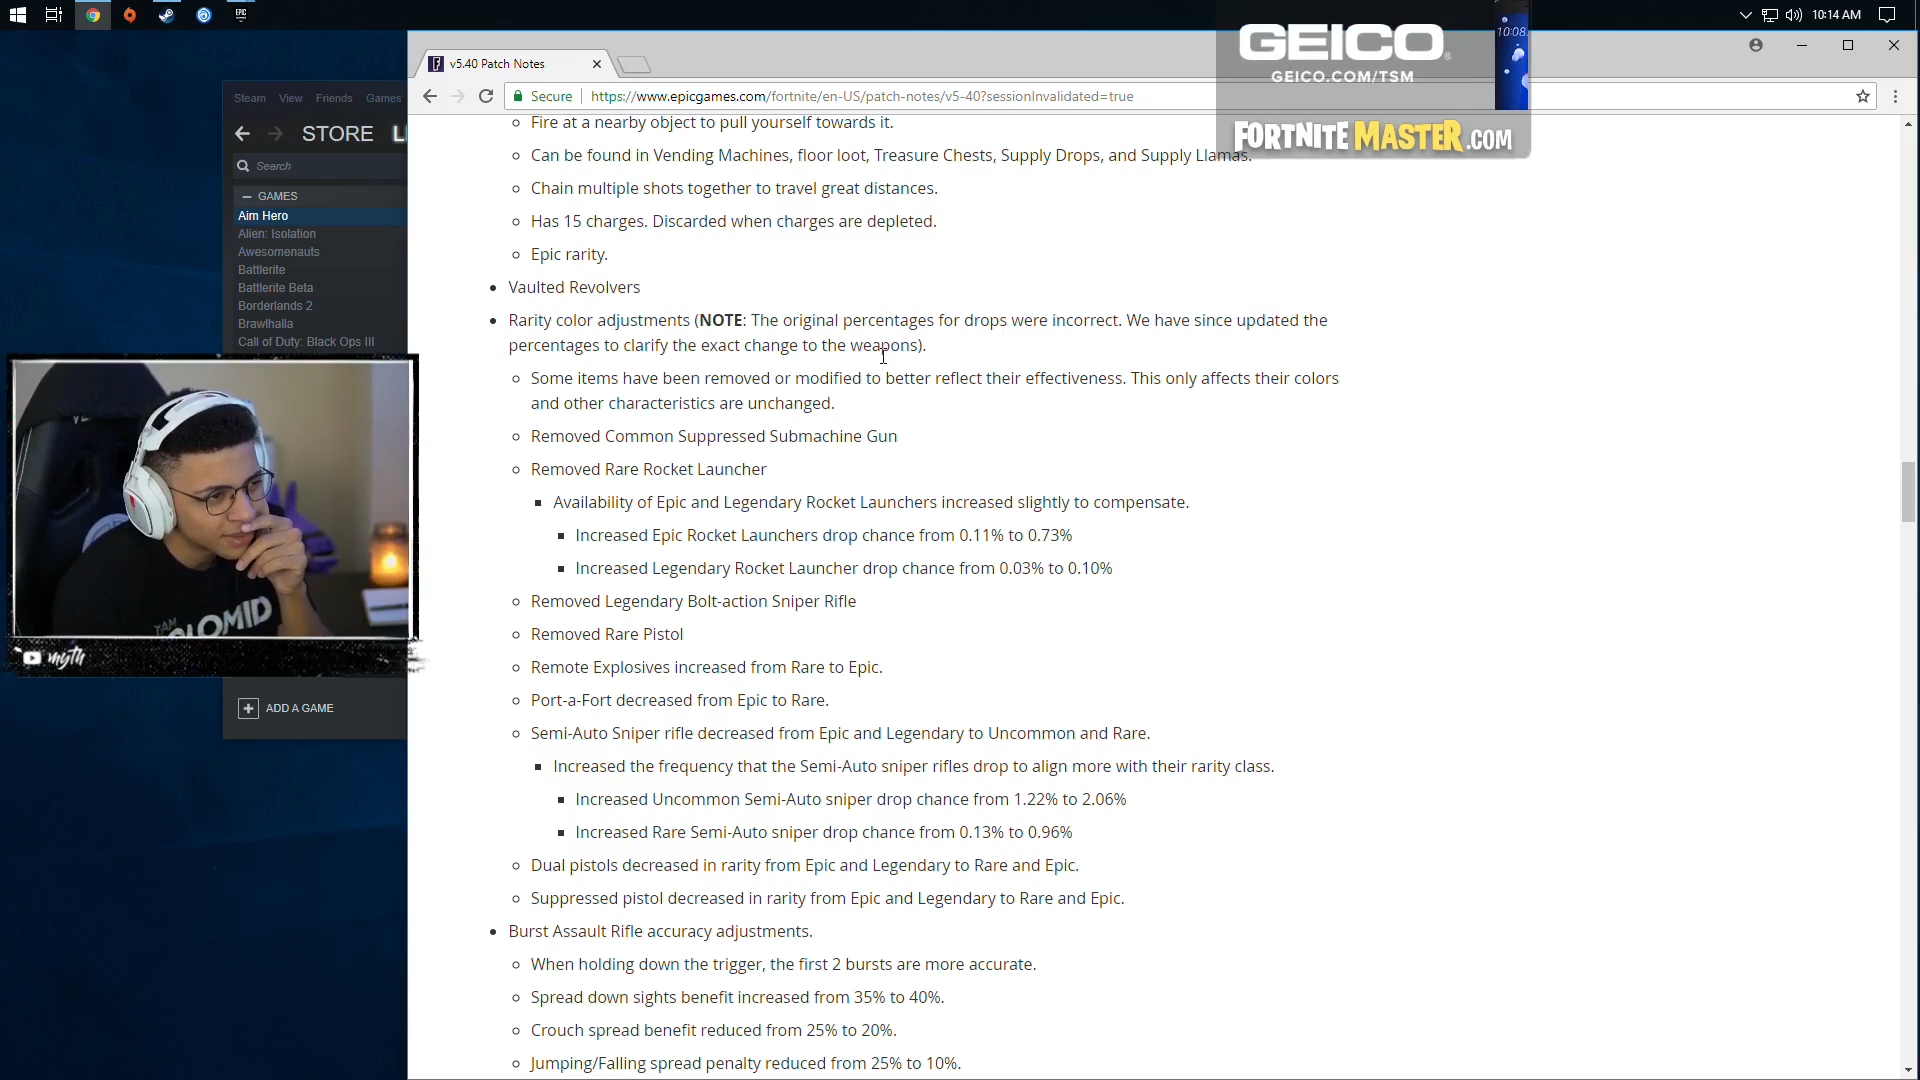 10:14 AM
GEICO
GEICO.COM/TSM
10:08
FORTNITEMASTER.COM
v5.40 Patch Notes
Secure
https://www.epicgames.com/fortnite/en-US/patch-notes/v5-40?sessionInvalidated=true
Steam View Friends Games
STORE
Search
GAMES
Aim Hero
Alien: Isolation
Awesomenauts
Battlerite
Battlerite Beta
Borderlands 2
Brawlhalla
Call of Duty: Black Ops III
myth
ADD A GAME
Fire at a nearby object to pull yourself towards it.
Can be found in Vending Machines, floor loot, Treasure Chests, Supply Drops, and Supply Llamas.
Chain multiple shots together to travel great distances.
Has 15 charges. Discarded when charges are depleted.
Epic rarity.
Vaulted Revolvers
Rarity color adjustments (NOTE: The original percentages for drops were incorrect. We have since updated the
percentages to clarify the exact change to the weapons).
Some items have been removed or modified to better reflect their effectiveness. This only affects their colors
and other characteristics are unchanged.
Removed Common Suppressed Submachine Gun
Removed Rare Rocket Launcher
Availability of Epic and Legendary Rocket Launchers increased slightly to compensate.
Increased Epic Rocket Launchers drop chance from 0.11% to 0.73%
Increased Legendary Rocket Launcher drop chance from 0.03% to 0.10%
Removed Legendary Bolt-action Sniper Rifle
Removed Rare Pistol
Remote Explosives increased from Rare to Epic.
Port-a-Fort decreased from Epic to Rare.
Semi-Auto Sniper rifle decreased from Epic and Legendary to Uncommon and Rare.
Increased the frequency that the Semi-Auto sniper rifles drop to align more with their rarity class.
Increased Uncommon Semi-Auto sniper drop chance from 1.22% to 2.06%
Increased Rare Semi-Auto sniper drop chance from 0.13% to 0.96%
Dual pistols decreased in rarity from Epic and Legendary to Rare and Epic.
Suppressed pistol decreased in rarity from Epic and Legendary to Rare and Epic.
Burst Assault Rifle accuracy adjustments.
When holding down the trigger, the first 2 bursts are more accurate.
Spread down sights benefit increased from 35% to 40%.
Crouch spread benefit reduced from 25% to 20%.
Jumping/Falling spread penalty reduced from 25% to 10%.